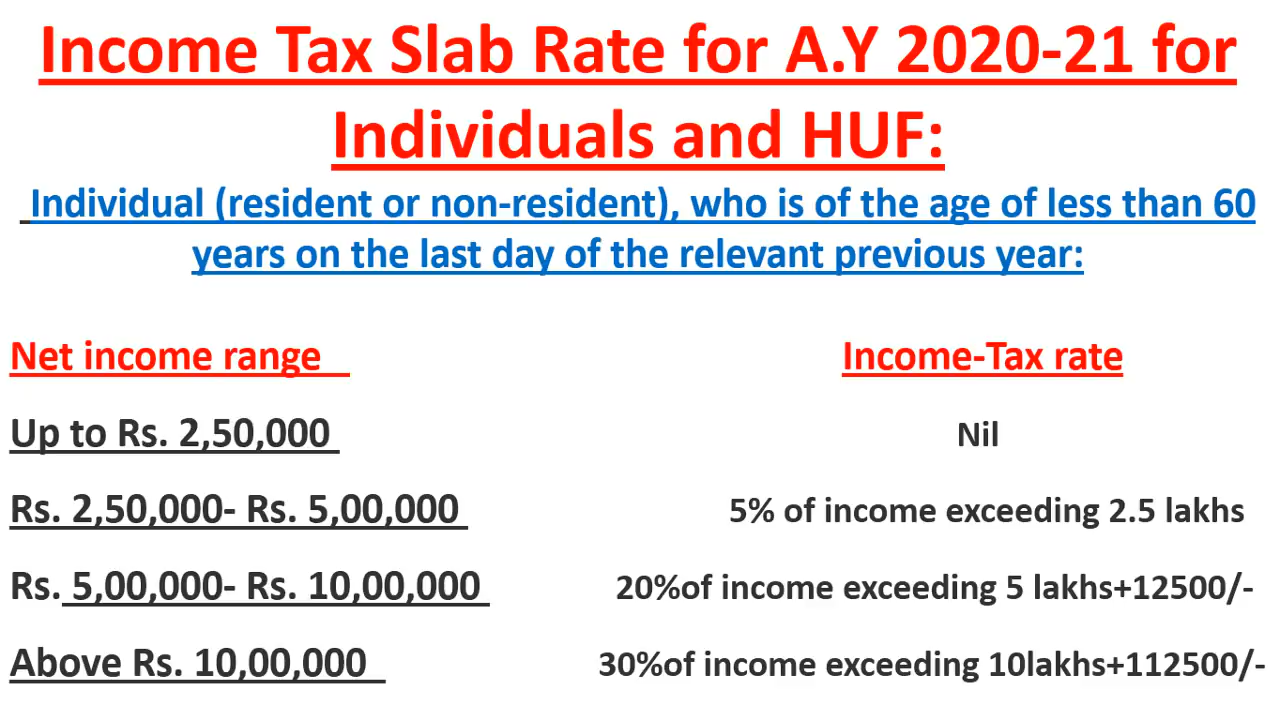 Income Tax Slab Rate for A.Y 2020-21 for
Individuals and HUF:
Individual (resident or non-resident), who is of the age of less than 60
years on the last day of the relevant previous year:
Net income range Income-Tax rate
Up to Rs. 2,50,000 Nil
Rs. 2,50,000- Rs. 5,00,000 5% of income exceeding 2.5 lakhs
Rs. 5,00,000- Rs. 10,00,000 20%of income exceeding 5 lakhs+12500/-
Above Rs. 10,00,000 30%of income exceeding 10lakhs+112500/-